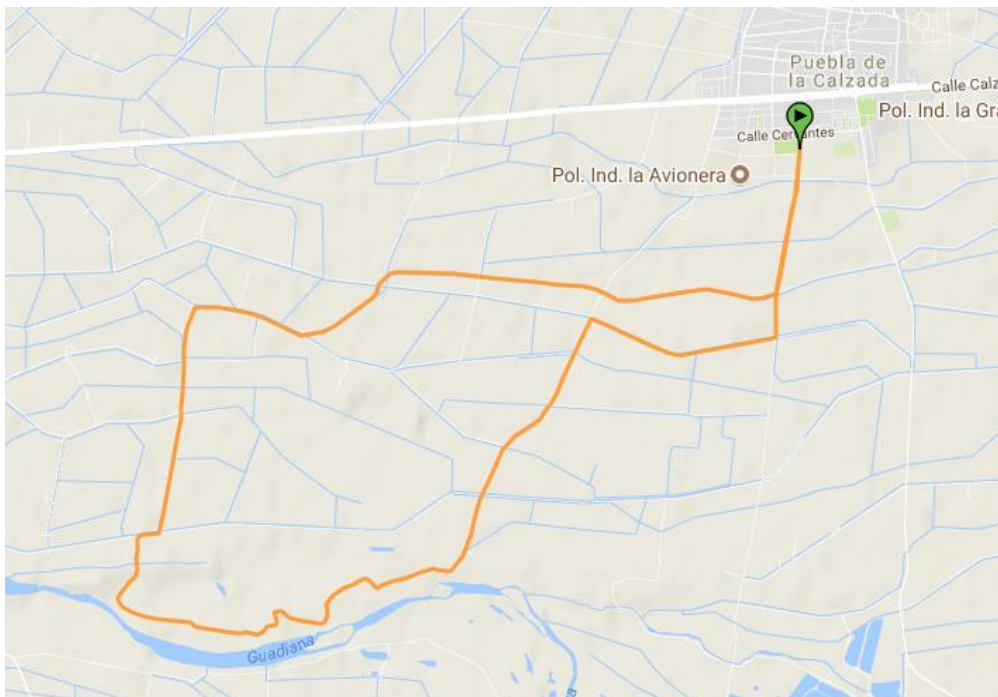 Puebla de
la Calzada
Calle Calz
Pol. Ind. la Gra
Calle Cervantes
Pol. Ind. la Avionera
Guadiana